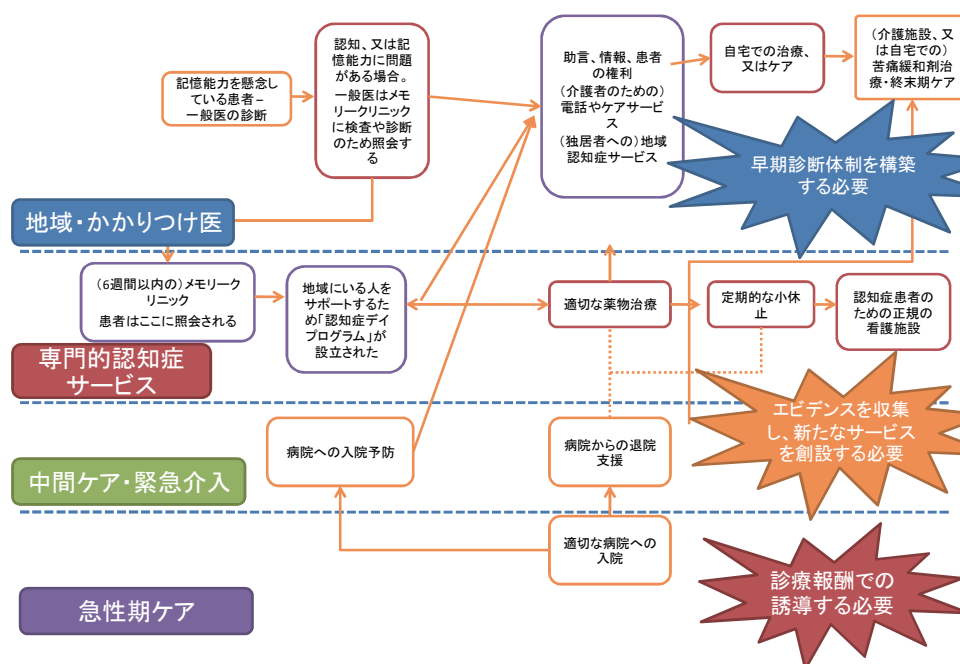 記憶能力を懸念
している患者–
一般医の診断
認知、又は記
憶能力に問題
がある場合。
一般医はメモ
リークリニック
に検査や診断
のため照会す
る
助言、情報、患者
の権利
(介護者のための)
電話やケアサービ
ス
(独居者への)地域
認知症サービス
自宅での治療、
又はケア
(介護施設、又
は自宅での)
苦痛緩和剤治
療・終末期ケア
早期診断体制を構築
する必要
地域・かかりつけ医
(6週間以内の)メモリーク
リニック
患者はここに照会される
地域にいる人を
サポートするた
め「認知症デイ
プログラム」が
設立された
適切な薬物治療
定期的な小休
止
認知症患者の
ための正規の
看護施設
専門的認知症
サービス
エビデンスを収集
し、新たなサービス
を創設する必要
病院への入院予防
病院からの退院
支援
中間ケア・緊急介入
適切な病院への
入院
診療報酬での
誘導する必要
急性期ケア